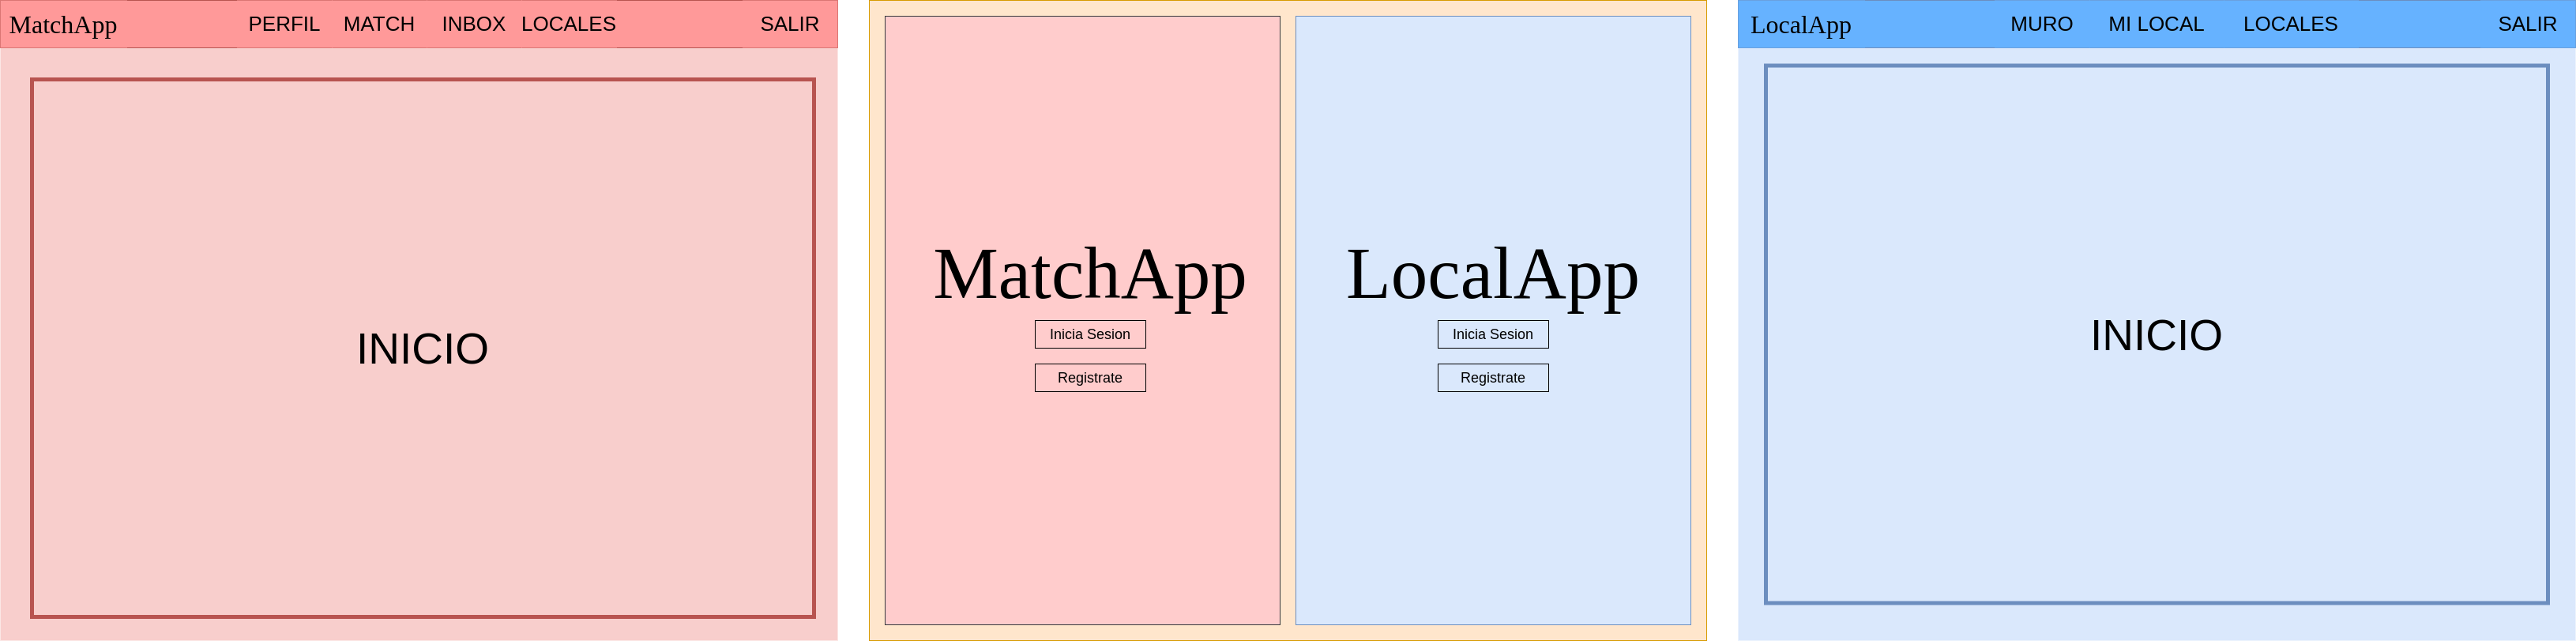 MatchApp PERFIL MATCH INBOX LOCALES SALIR
INICIO
MatchApp
Inicia Sesion
Registrate
LocalApp
Inicia Sesion
Registrate
LocalApp MURO MI LOCAL LOCALES SALIR
INICIO